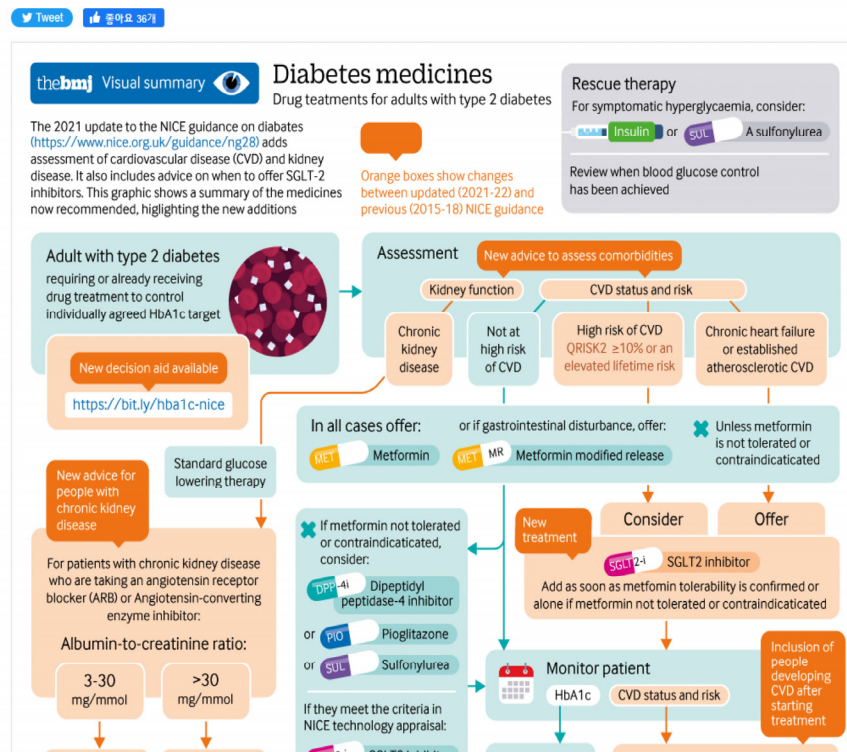 Tweet
좋아요 36개
thebmj Visual summary
Diabetes medicines
Drug teatments for adults with type 2 diabetes
The 2021 update to the NICE guidance on diabates
(https://www.nice.org.uk/guidance/ng28) adds
assessment of cardiovascular disease (CVD) and kidney
disease. It also includes advice on when to offer SGLT-2
inhibitors. This graphic shows a summary of the medicines
now recommended, higlighting the new additions
Orange boxes show changes
between updated (2021-22) and
previous (2015-18) NICE guidance
Rescue therapy
For symptomatic hyperglycaemia, consider:
Insulin or SUL A sulfonylurea
Review when blood glucose control
has been achieved
Adult with type 2 diabetes
requiring or already receiving
drug treatment to control
individually agreed HbA1c target
New decision aid available
https://bit.ly/hba1c-nice
Assessment
New advice to assess comorbidities
Kidney function
CVD status and risk
Chronic
kidney
disease
Not at
high risk
of CVD
High risk of CVD
QRISK2 ≥10% or an
elevated lifetime risk
Chronic heart failure
or established
atherosclerotic CVD
In all cases offer:
MET Metformin
or if gastrointestinal disturbance, offer:
MET MR Metformin modified release
Unless metformin
is not tolerated or
contraindicaticated
Standard glucose
lowering therapy
New advice for
people with
chronic kidney
disease
For patients with chronic kidney disease
who are taking an angiotensin receptor
blocker (ARB) or Angiotensin-converting
enzyme inhibitor:
Albumin-to-creatinine ratio:
3-30
mg/mmol
>30
mg/mmol
If metformin not tolerated
or contraindicaticated,
consider:
DPP-4i Dipeptidyl
peptidase-4 inhibitor
or PIO Pioglitazone
or SUL Sulfonylurea
If they meet the criteria in
NICE technology appraisal:
New
treatment
Consider
Offer
SGLT2-i SGLT2 inhibitor
Add as soon as metfomin tolerability is confirmed or
alone if metformin not tolerated or contraindicaticated
Monitor patient
HbA1c
CVD status and risk
Inclusion of
people
developing
CVD after
starting
treatment